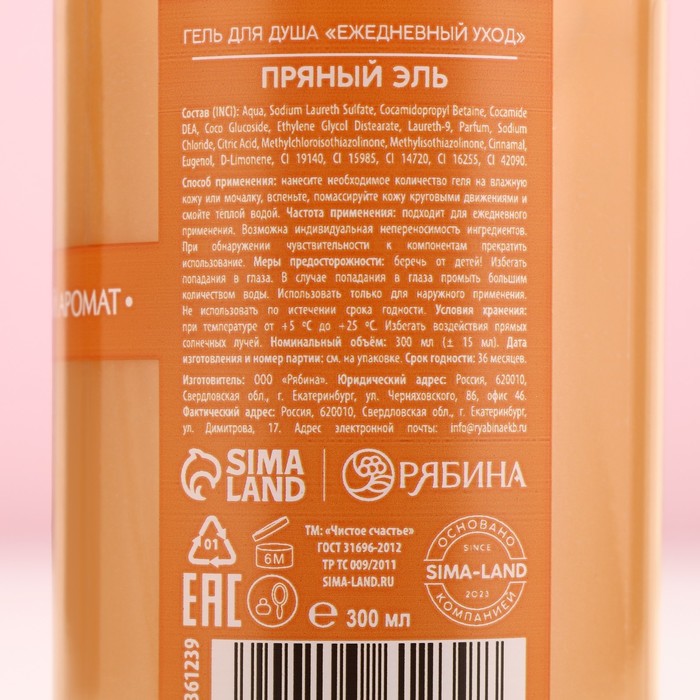 ГЕЛЬ ДЛЯ ДУША «ЕЖЕДНЕВНЫЙ УХОД»
ПРЯНЫЙ ЭЛЬ
Состав (INCI): Aqua, Sodium Laureth Sulfate, Cocamidopropyl Betaine, Cocamide
DEA, Coco Glucoside, Ethylene Glycol Distearate, Laureth-9, Parfum, Sodium
Chloride, Citric Acid, Methylchloroisothiazolinone, Methylisothiazolinone, Cinnamal,
Eugenol, D-Limonene, CI 19140, CI 15985, CI 14720, CI 16255, CI 42090.
Способ применения: нанесите необходимое количество геля на влажную
кожу или мочалку, вспеньте, помассируйте кожу круговыми движениями и
смойте тёплой водой. Частота применения: подходит для ежедневного
применения. Возможна индивидуальная непереносимость ингредиентов.
При обнаружении чувствительности к компонентам прекратить
использование. Меры предосторожности: беречь от детей! Избегать
попадания в глаза. В случае попадания в глаза промыть большим
количеством воды. Использовать только для наружного применения.
Не использовать по истечении срока годности. Условия хранения:
при температуре от +5 °С до +25 °С. Избегать воздействия прямых
солнечных лучей. Номинальный объём: 300 мл (± 15 мл). Дата
изготовления и номер партии: см. на упаковке. Срок годности: 36 месяцев.
Изготовитель: ООО «Рябина». Юридический адрес: Россия, 620010,
Свердловская обл., г. Екатеринбург, ул. Черняховского, 86, офис 46.
Фактический адрес: Россия, 620010, Свердловская обл., г. Екатеринбург,
ул. Димитрова, 17. Адрес электронной почты: info@ryabinaekb.ru
АРОМАТ •
SIMA
LAND
РЯБИНА
01
6M
ТМ: «Чистое счастье»
ГОСТ 31696-2012
ТР ТС 009/2011
SIMA-LAND.RU
ОСНОВАНО
SINCE
SIMA-LAND
2023
КОМПАНИЕЙ
EAC
℮ 300 мл
361239